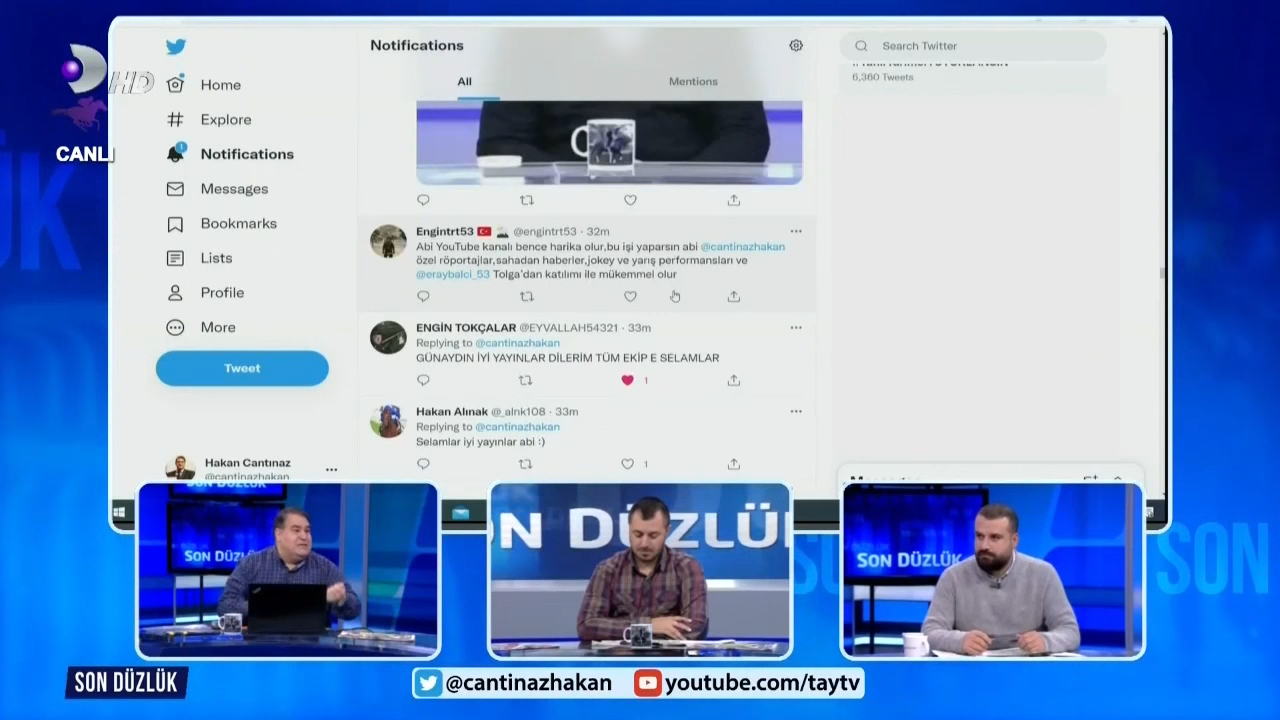 HD
CANLI
Home
Explore
Notifications
Messages
Bookmarks
Lists
Profile
More
Tweet
Hakan Cantınaz
@cantinazhakan
Notifications
All
Mentions
Engintrt53 @engintrt53 · 32m
Abi YouTube kanalı bence harika olur,bu işi yaparsın abi @cantinazhakan
özel röportajlar,sahadan haberler,jokey ve yarış performansları ve
@eraybalci_53 Tolga'dan katılımı ile mükemmel olur
ENGİN TOKÇALAR @EYVALLAH54321 · 33m
Replying to @cantinazhakan
GÜNAYDIN İYİ YAYINLAR DİLERİM TÜM EKİP E SELAMLAR
1
Hakan Alınak @_alnk108 · 33m
Replying to @cantinazhakan
Selamlar iyi yayınlar abi :)
1
Search Twitter
6,360 Tweets
SON DÜZLÜ
ON DÜZLÜ
SON DÜZLÜK
SON
SON DÜZLÜK
@cantinazhakan
youtube.com/taytv